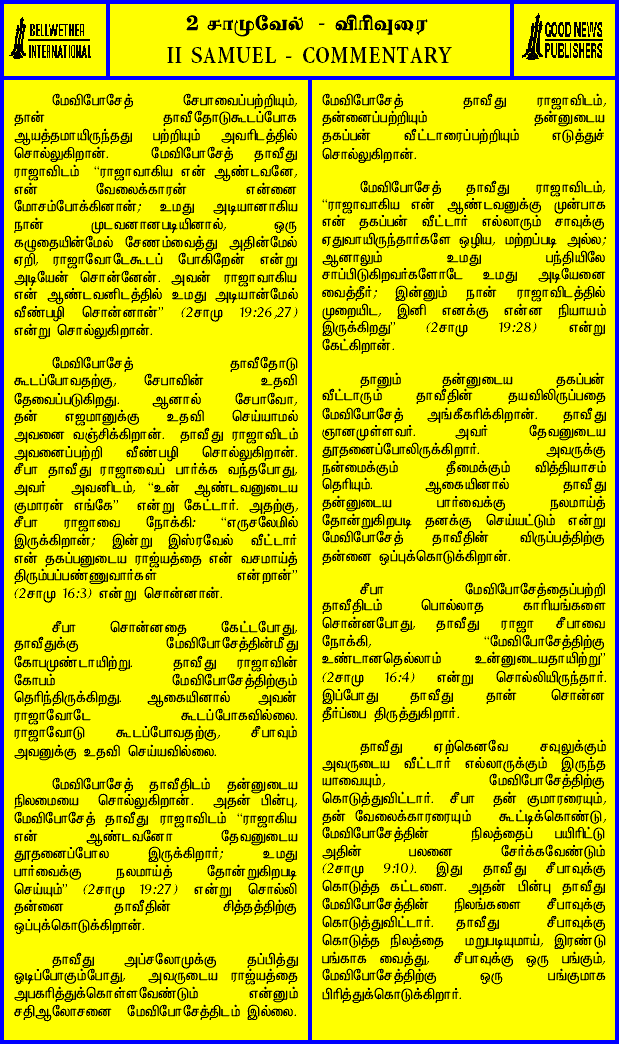 BELLWETHER
INTERNATIONAL
2 சாமுவேல் - விரிவுரை
II SAMUEL - COMMENTARY
GOOD NEWS
PUBLISHERS
மேவிபோசேத் சேபாவைப்பற்றியும்,
தான் தாவீதோடுகூடப்போக
ஆயத்தமாயிருந்தது பற்றியும் அவரிடத்தில்
சொல்லுகிறான். மேவிபோசேத் தாவீது
ராஜாவிடம் “ராஜாவாகிய என் ஆண்டவனே,
என் வேலைக்காரன் என்னை
மோசம்போக்கினான்; உமது அடியானாகிய
நான் முடவனானபடியினால், ஒரு
கழுதையின்மேல் சேணம்வைத்து அதின்மேல்
ஏறி, ராஜாவோடேகூடப் போகிறேன் என்று
அடியேன் சொன்னேன். அவன் ராஜாவாகிய
என் ஆண்டவனிடத்தில் உமது அடியான்மேல்
வீண்பழி சொன்னான்” (2சாமு 19:26,27)
என்று சொல்லுகிறான்.
மேவிபோசேத் தாவீதோடு
கூடப்போவதற்கு, சேபாவின் உதவி
தேவைப்படுகிறது. ஆனால் சேபாவோ,
தன் எஜமானுக்கு உதவி செய்யாமல்
அவனை வஞ்சிக்கிறான். தாவீது ராஜாவிடம்
அவனைப்பற்றி வீண்பழி சொல்லுகிறான்.
சீபா தாவீது ராஜாவைப் பார்க்க வந்தபோது,
அவர் அவனிடம், “உன் ஆண்டவனுடைய
குமாரன் எங்கே” என்று கேட்டார். அதற்கு,
சீபா ராஜாவை நோக்கி: “எருசலேமில்
இருக்கிறான்; இன்று இஸ்ரவேல் வீட்டார்
என் தகப்பனுடைய ராஜ்யத்தை என் வசமாய்த்
திரும்பப்பண்ணுவார்கள் என்றான்”
(2சாமு 16:3) என்று சொன்னான்.
சீபா சொன்னதை கேட்டபோது,
தாவீதுக்கு மேவிபோசேத்தின்மீது
கோபமுண்டாயிற்று. தாவீது ராஜாவின்
கோபம் மேவிபோசேத்திற்கும்
தெரிந்திருக்கிறது. ஆகையினால் அவன்
ராஜாவோடே கூடப்போகவில்லை.
ராஜாவோடு கூடப்போவதற்கு, சீபாவும்
அவனுக்கு உதவி செய்யவில்லை.
மேவிபோசேத் தாவீதிடம் தன்னுடைய
நிலமையை சொல்லுகிறான். அதன் பின்பு,
மேவிபோசேத் தாவீது ராஜாவிடம் “ராஜாகிய
என் ஆண்டவனோ தேவனுடைய
தூதனைப்போல இருக்கிறார்; உமது
பார்வைக்கு நலமாய்த் தோன்றுகிறபடி
செய்யும்” (2சாமு 19:27) என்று சொல்லி
தன்னை தாவீதின் சித்தத்திற்கு
ஒப்புக்கொடுக்கிறான்.
தாவீது அப்சலோமுக்கு தப்பித்து
ஓடிப்போகும்போது, அவருடைய ராஜ்யத்தை
அபகரித்துக்கொள்ளவேண்டும் என்னும்
சதிஆலோசனை மேவிபோசேத்திடம் இல்லை.
மேவிபோசேத் தாவீது ராஜாவிடம்,
தன்னைப்பற்றியும் தன்னுடைய
தகப்பன் வீட்டாரைப்பற்றியும் எடுத்துச்
சொல்லுகிறான்.
மேவிபோசேத் தாவீது ராஜாவிடம்,
“ராஜாவாகிய என் ஆண்டவனுக்கு முன்பாக
என் தகப்பன் வீட்டார் எல்லாரும் சாவுக்கு
ஏதுவாயிருந்தார்களே ஒழிய, மற்றப்படி அல்ல;
ஆனாலும் உமது பந்தியிலே
சாப்பிடுகிறவர்களோடே உமது அடியேனை
வைத்தீர்; இன்னும் நான் ராஜாவிடத்தில்
முறையிட, இனி எனக்கு என்ன நியாயம்
இருக்கிறது” (2சாமு 19:28) என்று
கேட்கிறான்.
தானும் தன்னுடைய தகப்பன்
வீட்டாரும் தாவீதின் தயவிலிருப்பதை
மேவிபோசேத் அங்கீகரிக்கிறான். தாவீது
ஞானமுள்ளவர். அவர் தேவனுடைய
தூதனைப்போலிருக்கிறார். அவருக்கு
நன்மைக்கும் தீமைக்கும் வித்தியாசம்
தெரியும். ஆகையினால் தாவீது
தன்னுடைய பார்வைக்கு நலமாய்த்
தோன்றுகிறபடி தனக்கு செய்யட்டும் என்று
மேவிபோசேத் தாவீதின் விருப்பத்திற்கு
தன்னை ஒப்புக்கொடுக்கிறான்.
சீபா மேவிபோசேத்தைப்பற்றி
தாவீதிடம் பொல்லாத காரியங்களை
சொன்னபோது, தாவீது ராஜா சீபாவை
நோக்கி, “மேவிபோசேத்திற்கு
உண்டானதெல்லாம் உன்னுடையதாயிற்று”
(2சாமு 16:4) என்று சொல்லியிருந்தார்.
இப்போது தாவீது தான் சொன்ன
தீர்ப்பை திருத்துகிறார்.
தாவீது ஏற்கெனவே சவுலுக்கும்
அவருடைய வீட்டார் எல்லாருக்கும் இருந்த
யாவையும், மேவிபோசேத்திற்கு
கொடுத்துவிட்டார். சீபா தன் குமாரரையும்,
தன் வேலைக்காரரையும் கூட்டிக்கொண்டு,
மேவிபோசேத்தின் நிலத்தைப் பயிரிட்டு
அதின் பலனை சேர்க்கவேண்டும்
(2சாமு 9:10). இது தாவீது சீபாவுக்கு
கொடுத்த கட்டளை. அதன் பின்பு தாவீது
மேவிபோசேத்தின் நிலங்களை சீபாவுக்கு
கொடுத்துவிட்டார். தாவீது சீபாவுக்கு
கொடுத்த நிலத்தை மறுபடியுமாய், இரண்டு
பங்காக வைத்து, சீபாவுக்கு ஒரு பங்கும்,
மேவிபோசேத்திற்கு ஒரு பங்குமாக
பிரித்துக்கொடுக்கிறார்.